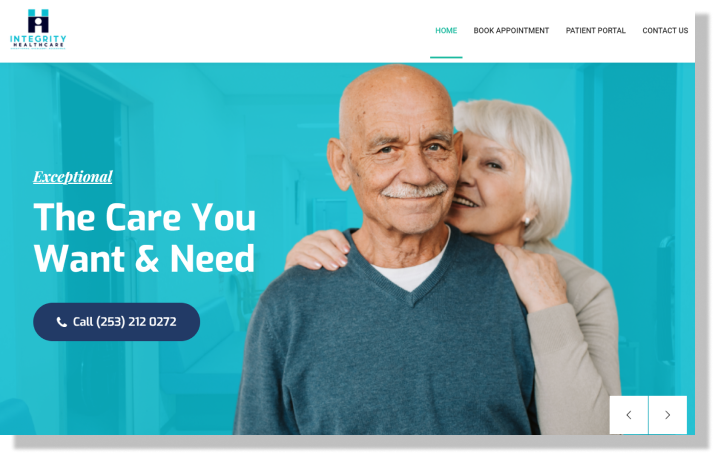 INTEGRITY
HEALTHCARE
HOME BOOK APPOINTMENT PATIENT PORTAL CONTACT US
Exceptional
The Care You
Want & Need
Call (253) 212 0272